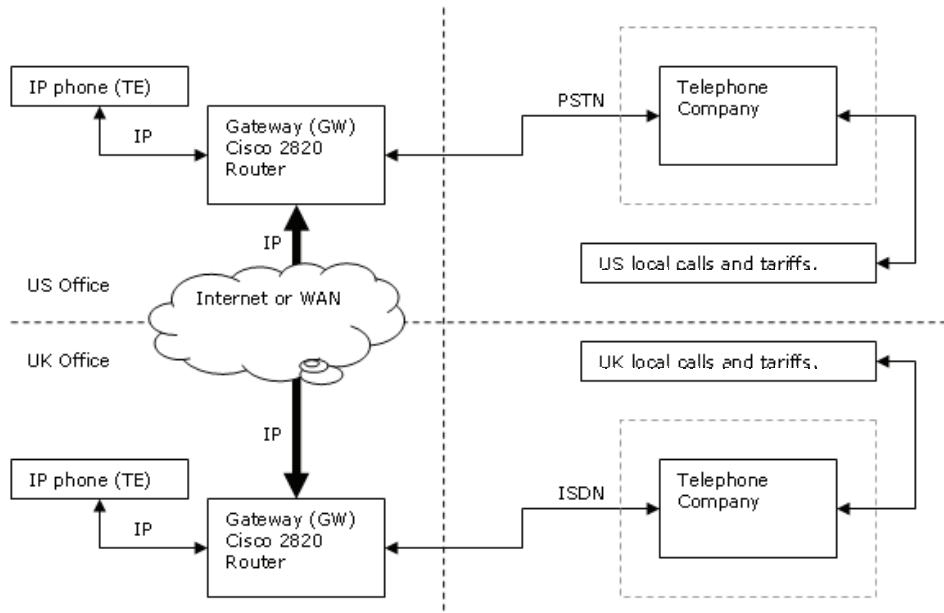 IP phone (TE)
IP
Gateway (GW)
Cisco 2820
Router
PSTN
Telephone
Company
IP
US local calls and tariffs.
US Office
Internet or WAN
UK Office
UK local calls and tariffs.
IP
IP phone (TE)
IP
Gateway (GW)
Cisco 2820
Router
ISDN
Telephone
Company